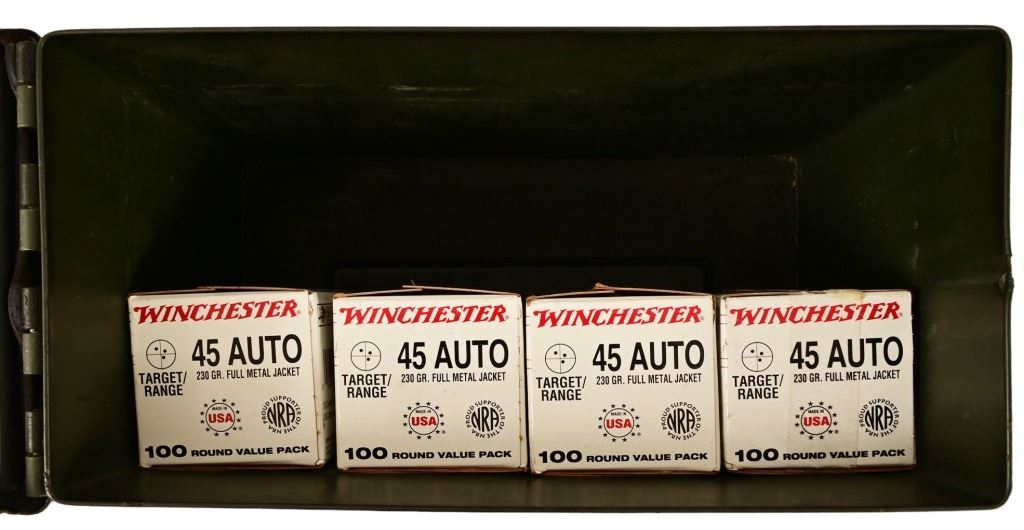 WINCHESTER
45 AUTO
230 GR. FULL METAL JACKET
TARGET/
RANGE
MADE IN
USA
PROUD SUPPORTER OF THE NRA
NRA
100 ROUND VALUE PACK
WINCHESTER
45 AUTO
230 GR. FULL METAL JACKET
TARGET/
RANGE
MADE IN
USA
PROUD SUPPORTER OF THE NRA
NRA
100 ROUND VALUE PACK
WINCHESTER
45 AUTO
230 GR. FULL METAL JACKET
TARGET/
RANGE
MADE IN
USA
PROUD SUPPORTER OF THE NRA
NRA
100 ROUND VALUE PACK
WINCHESTER
45 AUTO
230 GR. FULL METAL JACKET
TARGET/
RANGE
MADE IN
USA
PROUD SUPPORTER OF THE NRA
NRA
100 ROUND VALUE PACK